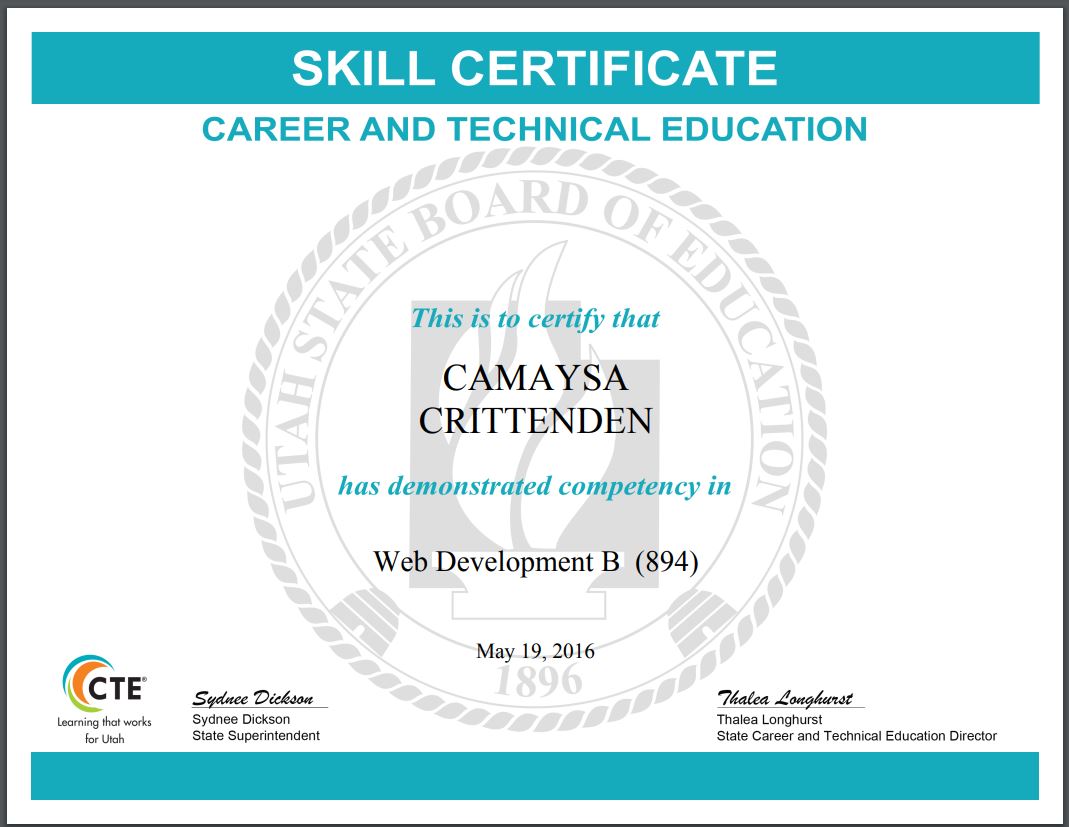 SKILL CERTIFICATE
CAREER AND TECHNICAL EDUCATION
UTAH STATE BOARD OF EDUCATION
This is to certify that
CAMAYSA
CRITTENDEN
has demonstrated competency in
Web Development B (894)
May 19, 2016
1896
CTE®
Learning that works
for Utah
Sydnee Dickson
Sydnee Dickson
State Superintendent
Thalea Longhurst
Thalea Longhurst
State Career and Technical Education Director